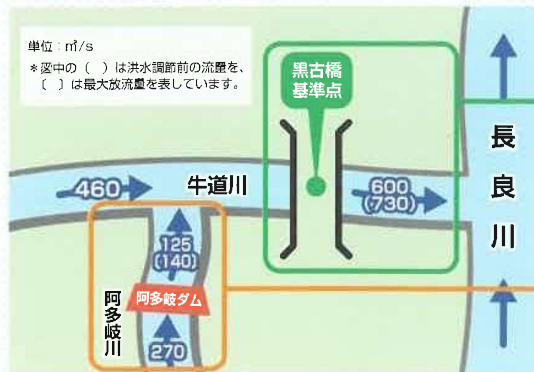 単位：㎥/s
＊図中の（　）は洪水調節前の流量を、
〔　〕は最大放流量を表しています。
黒古橋
基準点
長良川
460
牛道川
600
(730)
125
(140)
阿多岐ダム
阿多岐川
270